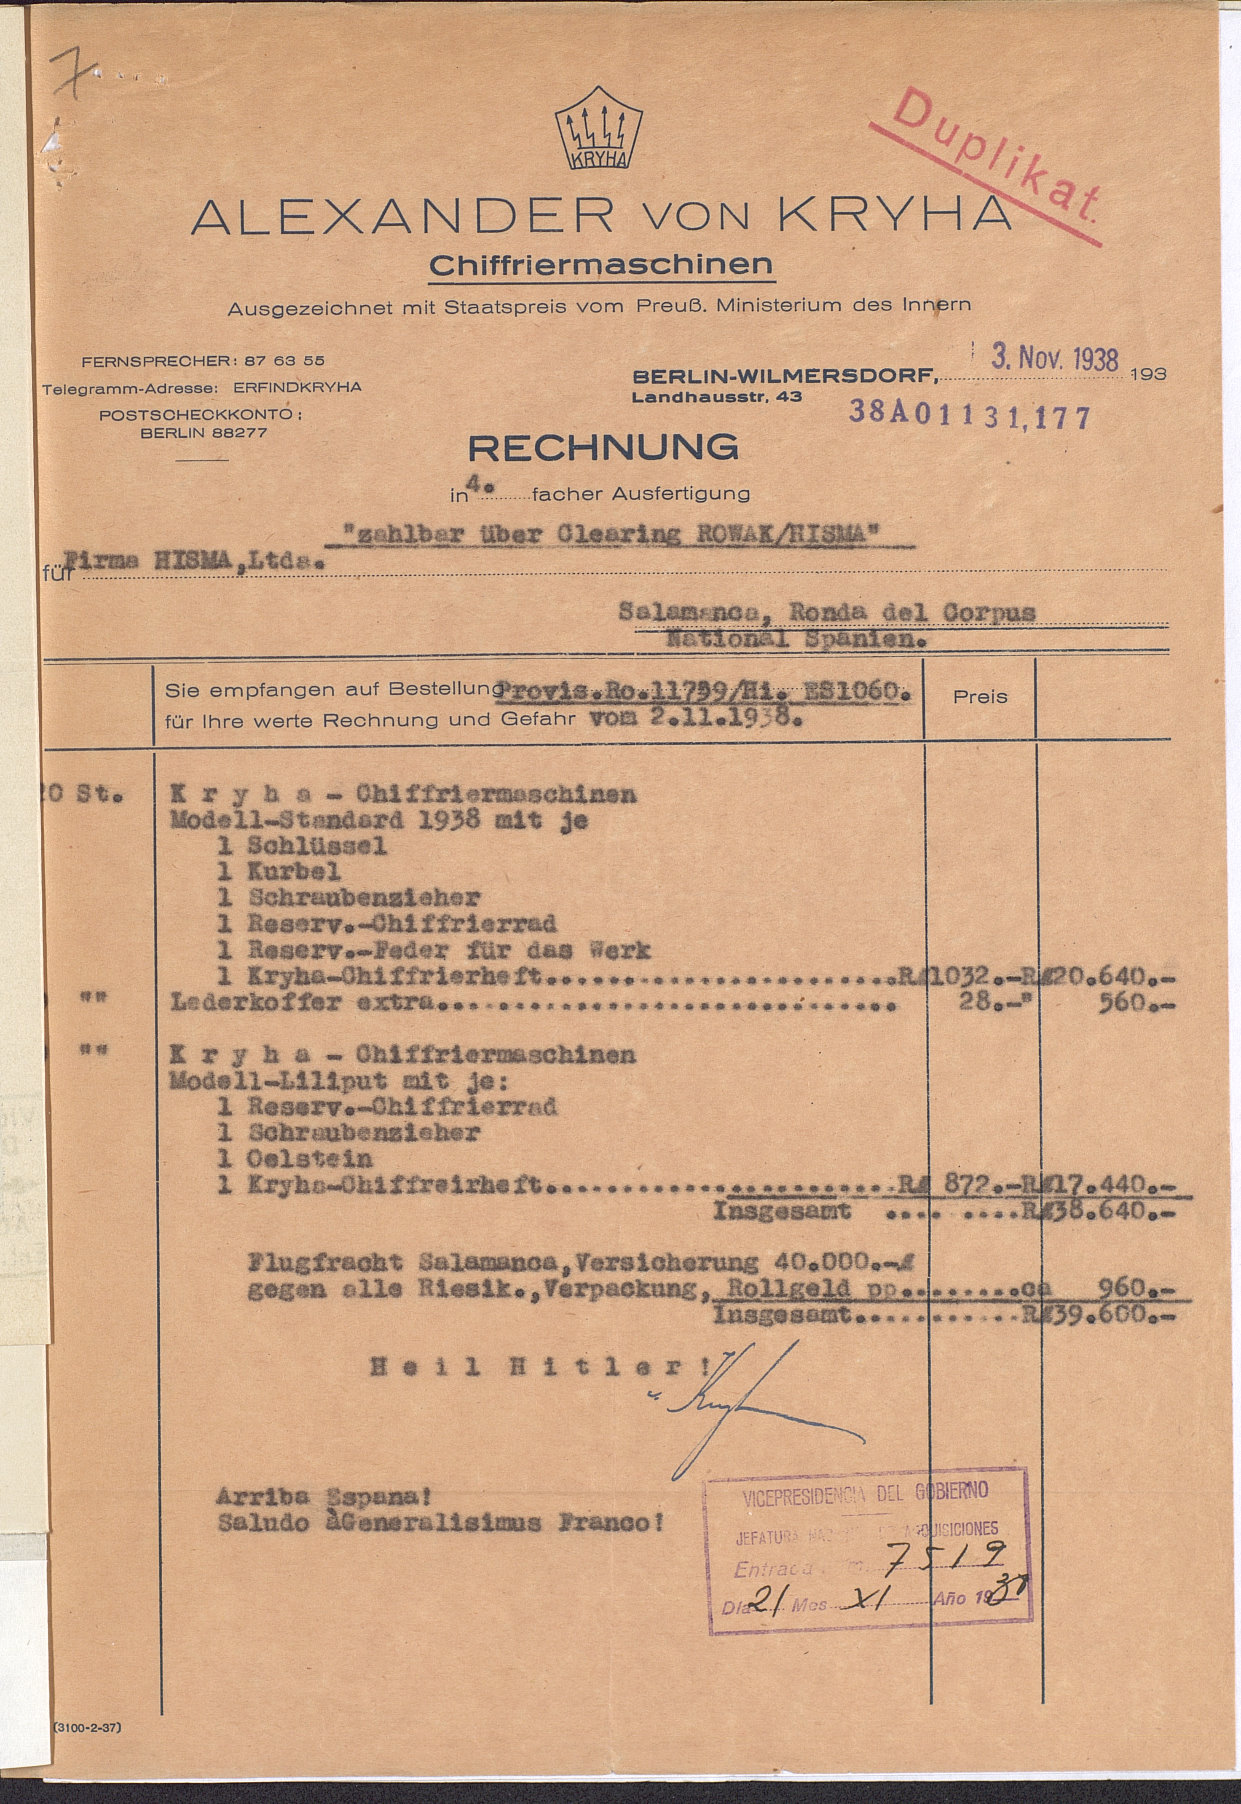 7
KRYHA
Duplikat.
ALEXANDER VON KRYHA
Chiffriermaschinen
Ausgezeichnet mit Staatspreis vom Preuß. Ministerium des Innern
FERNSPRECHER: 87 63 55
Telegramm-Adresse: ERFINDKRYHA
POSTSCHECKKONTO:
BERLIN 88277
BERLIN-WILMERSDORF, 3. Nov. 1938 193
Landhausstr. 43
38A01131,177
RECHNUNG
in 4. facher Ausfertigung
"zahlbar über Clearing ROWAK/HISMA"
für Firma HISMA,Ltda.
Salamanca, Ronda del Corpus
National Spanien.
Sie empfangen auf Bestellung Provis.Ro.11759/Hi. ES1060.
für Ihre werte Rechnung und Gefahr vom 2.11.1938.
Preis
0 St. K r y h a - Chiffriermaschinen
Modell-Standard 1938 mit je
1 Schlüssel
1 Kurbel
1 Schraubenzieher
1 Reserv.-Chiffrierrad
1 Reserv.-Feder für das Werk
1 Kryha-Chiffrierheft............................RM1032.-RM20.640.-
"" Lederkoffer extra.............................. 28.-" 560.-
"" K r y h a - Chiffriermaschinen
Modell-Liliput mit je:
1 Reserv.-Chiffrierrad
1 Schraubenzieher
1 Oelstein
1 Kryha-Chiffreirheft............................RM 872.-RM17.440.-
Insgesamt .... ....RM38.640.-
Flugfracht Salamanca,Versicherung 40.000.-M
gegen alle Riesik.,Verpackung, Rollgeld pp........ca 960.-
Insgesamt...........RM39.600.-
H e i l H i t l e r !
Kryha
Arriba Espana!
Saludo àGeneralisimus Franco!
VICEPRESIDENCIA DEL GOBIERNO
JEFATURA DE ADQUISICIONES
Entrada 7519
Día 21 Mes XI Año 1938
(3100-2-37)